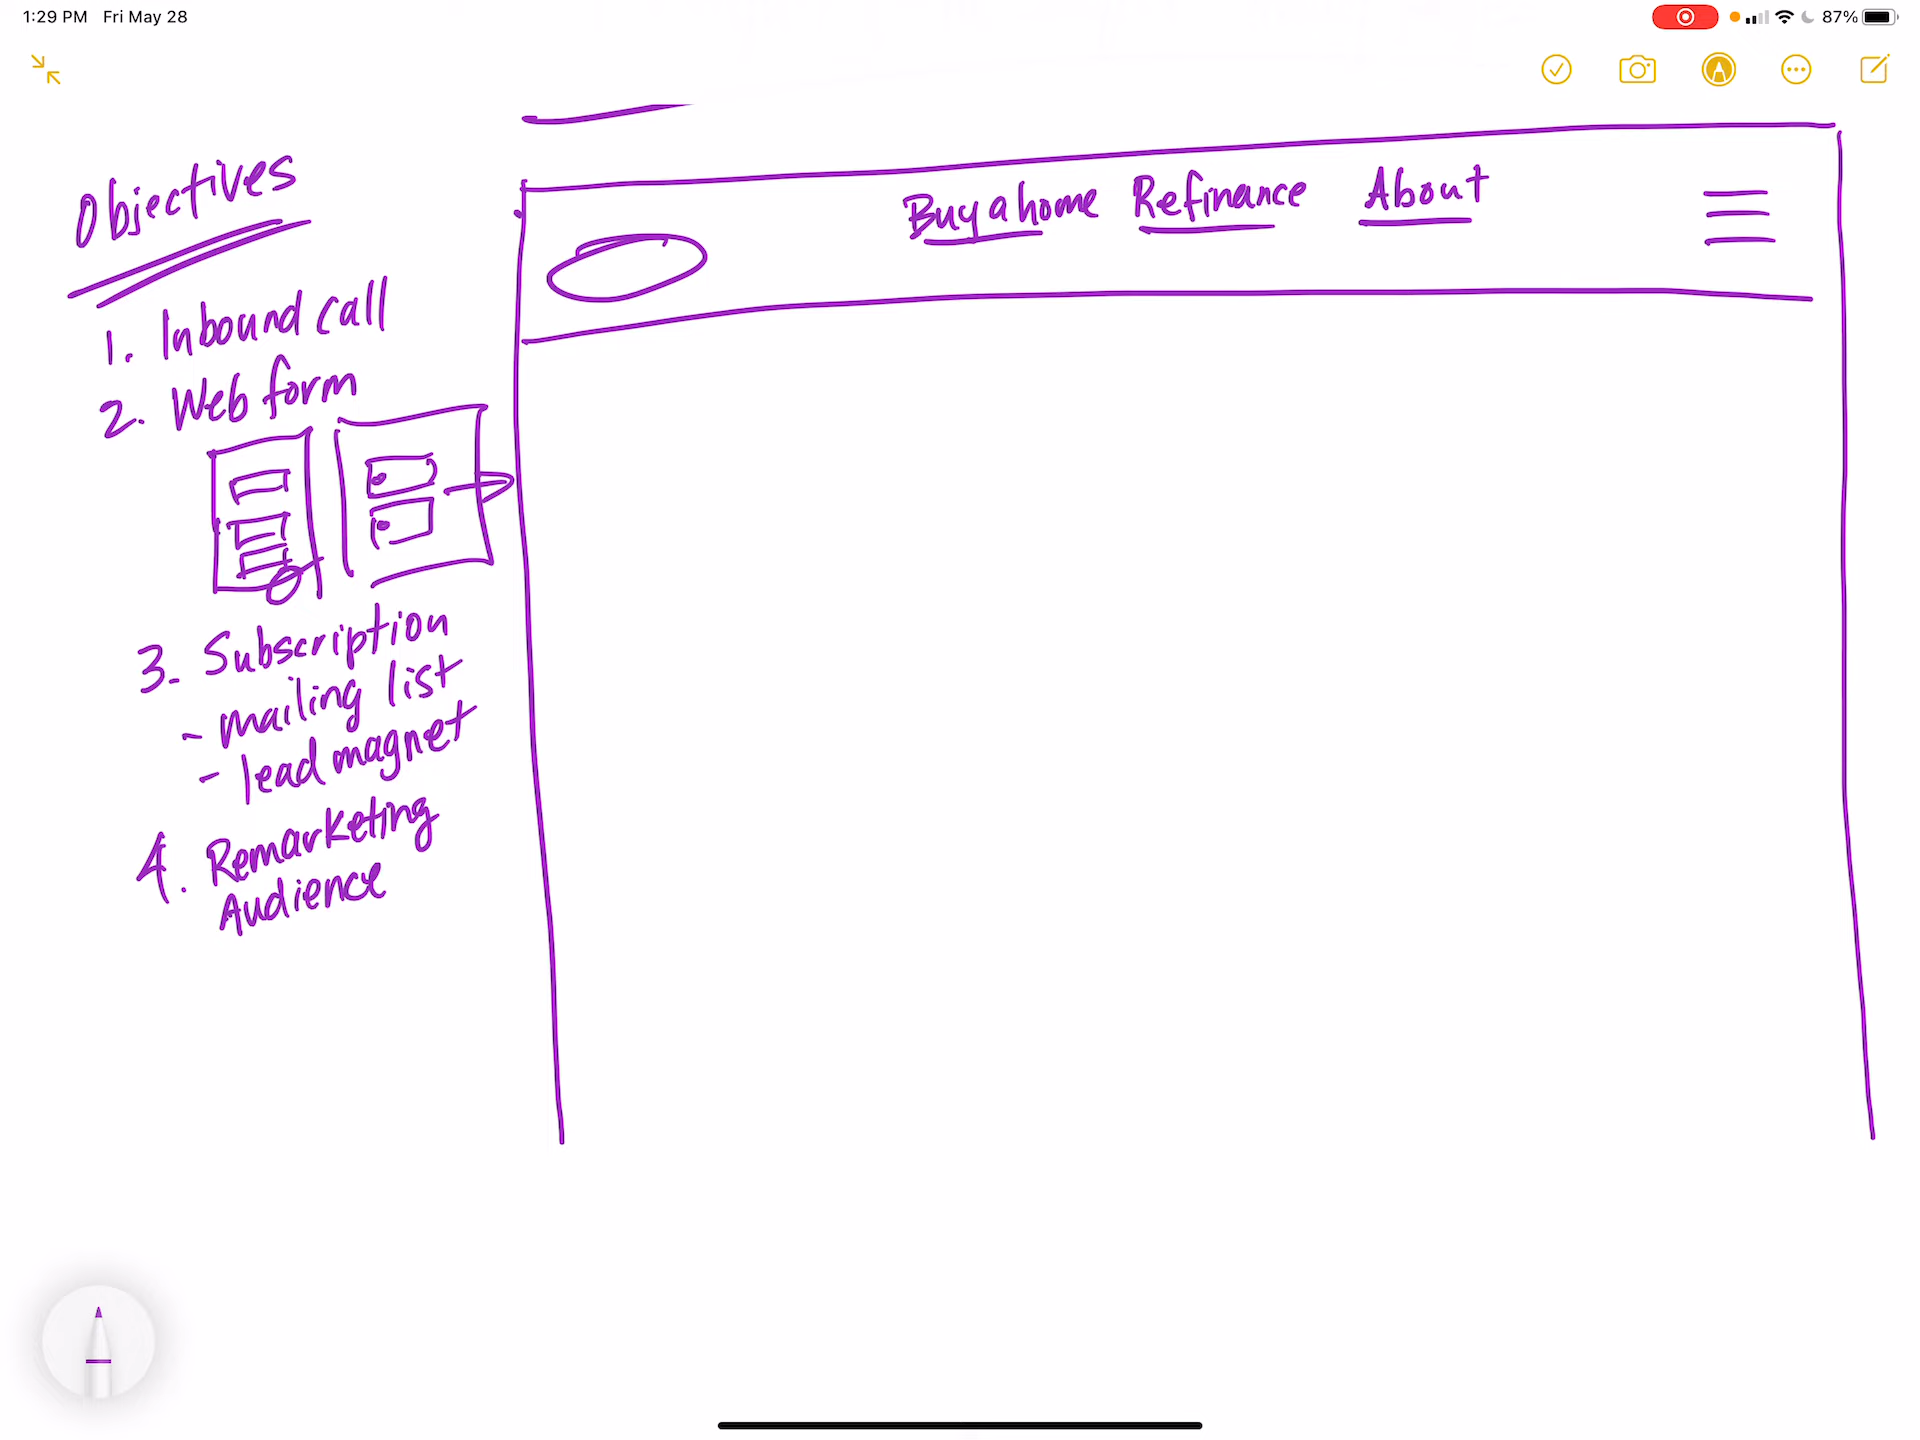 1:29 PM Fri May 28
87%
Objectives
1. Inbound call
2. Web form
3. Subscription
- mailing list
- lead magnet
4. Remarketing
Audience
Buy a home Refinance About